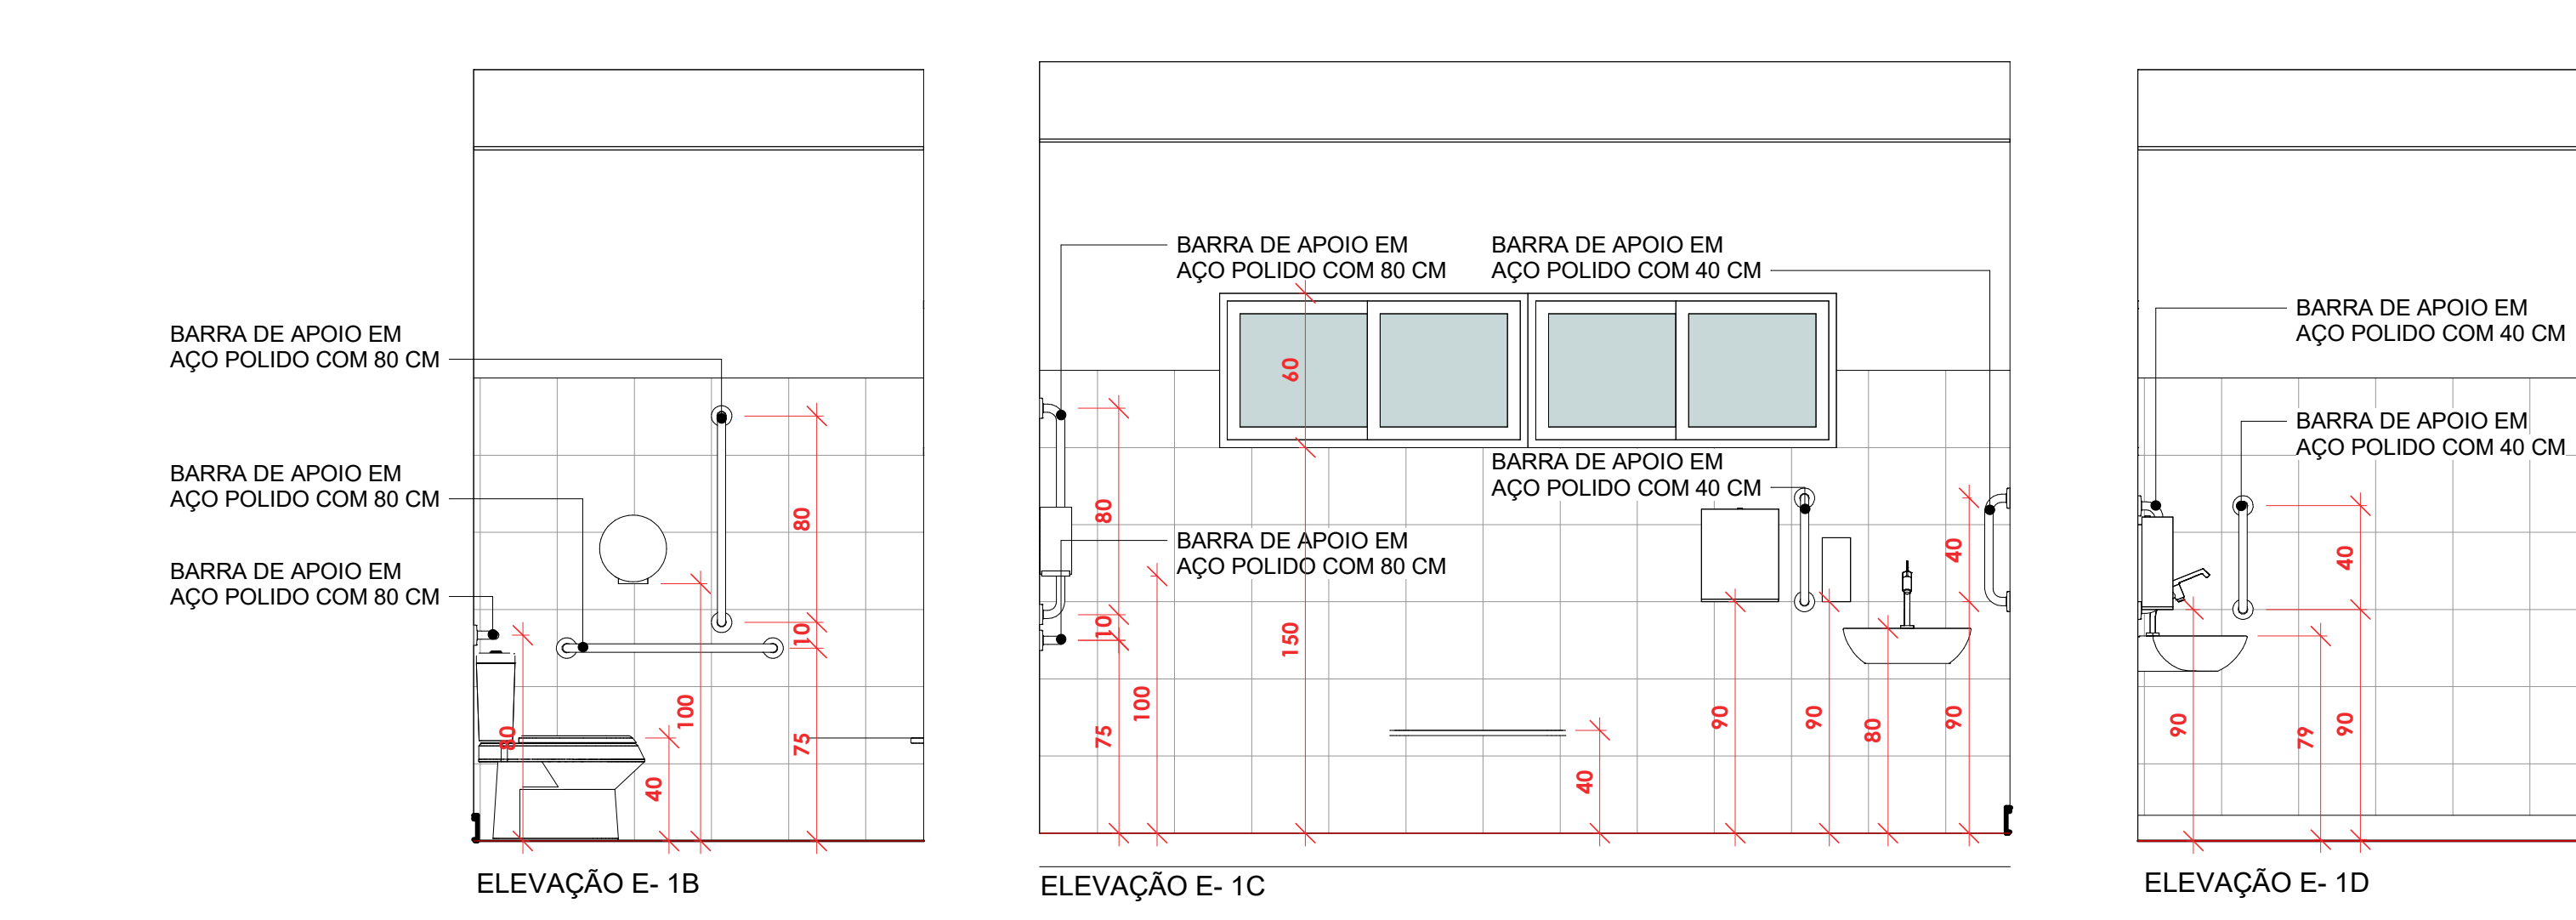 BARRA DE APOIO EM
AÇO POLIDO COM 80 CM
BARRA DE APOIO EM
AÇO POLIDO COM 80 CM
BARRA DE APOIO EM
AÇO POLIDO COM 80 CM
80
10
75
100
40
80
ELEVAÇÃO E- 1B
BARRA DE APOIO EM
AÇO POLIDO COM 80 CM
BARRA DE APOIO EM
AÇO POLIDO COM 40 CM
60
BARRA DE APOIO EM
AÇO POLIDO COM 40 CM
80
BARRA DE APOIO EM
AÇO POLIDO COM 80 CM
40
10
150
100
75
90
90
80
90
40
ELEVAÇÃO E- 1C
BARRA DE APOIO EM
AÇO POLIDO COM 40 CM
BARRA DE APOIO EM
AÇO POLIDO COM 40 CM
40
90
79
90
ELEVAÇÃO E- 1D